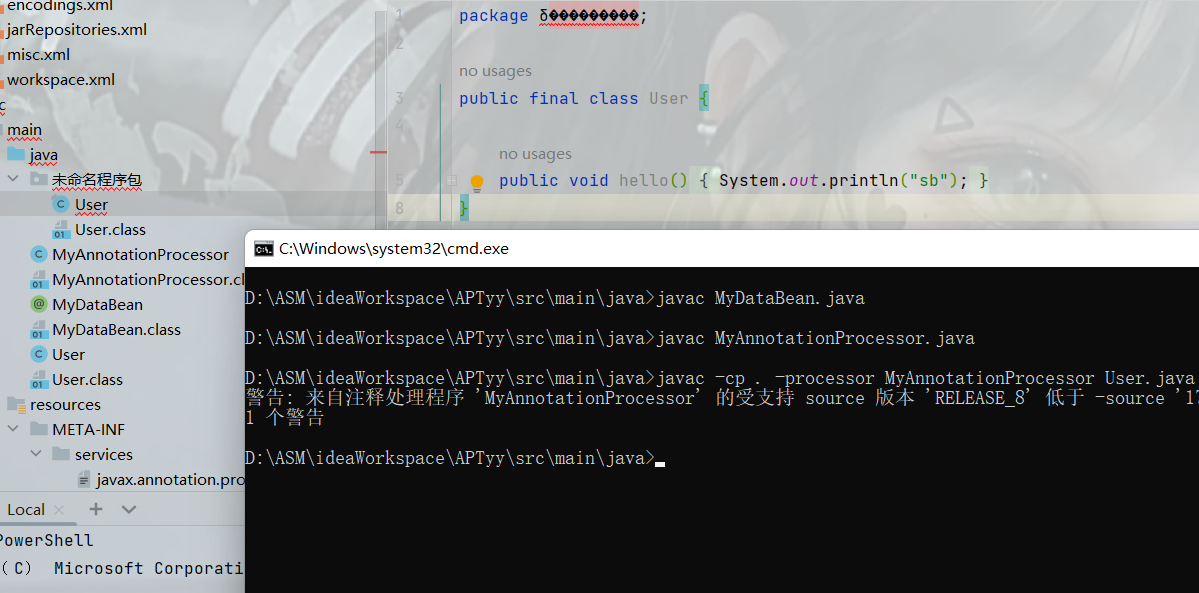 encodings.xml
jarRepositories.xml
misc.xml
workspace.xml
c
main
java
未命名程序包
User
User.class
MyAnnotationProcessor
MyAnnotationProcessor.cl
MyDataBean
MyDataBean.class
User
User.class
resources
META-INF
services
javax.annotation.pro
Local
PowerShell
(C) Microsoft Corporati
1 package δ���������;
2
no usages
3 public final class User {
4
no usages
5 public void hello() { System.out.println("sb"); }
8 }
C:\Windows\system32\cmd.exe
D:\ASM\ideaWorkspace\APTyy\src\main\java>javac MyDataBean.java
D:\ASM\ideaWorkspace\APTyy\src\main\java>javac MyAnnotationProcessor.java
D:\ASM\ideaWorkspace\APTyy\src\main\java>javac -cp . -processor MyAnnotationProcessor User.java
警告: 来自注释处理程序 'MyAnnotationProcessor' 的受支持 source 版本 'RELEASE_8' 低于 -source '17
1 个警告
D:\ASM\ideaWorkspace\APTyy\src\main\java>